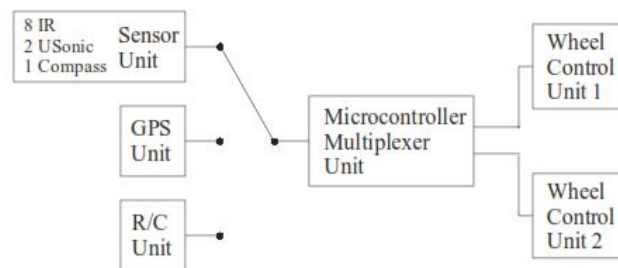 8 IR
2 USonic
1 Compass
Sensor
Unit
GPS
Unit
R/C
Unit
Microcontroller
Multiplexer
Unit
Wheel
Control
Unit 1
Wheel
Control
Unit 2